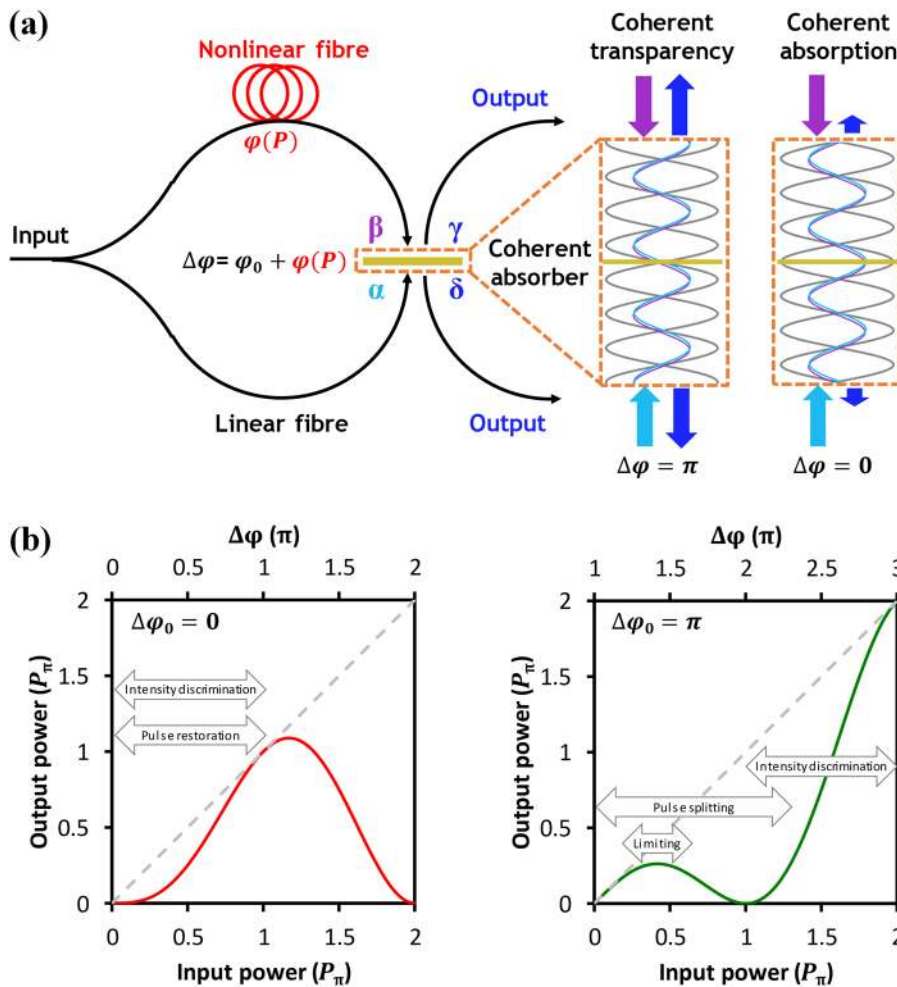 (a)
Nonlinear fibre
φ(P)
Input
Δφ= φ₀ + φ(P)
Linear fibre
Output
β
γ
α
δ
Output
Coherent
absorber
Coherent
transparency
Δφ = π
Coherent
absorption
Δφ = 0
(b)
Δφ (π)
0 0.5 1 1.5 2
Δφ₀ = 0
Intensity discrimination
Pulse restoration
Output power (Pπ)
2
1.5
1
0.5
0
0 0.5 1 1.5 2
Input power (Pπ)
Δφ (π)
1 1.5 2 2.5 3
Δφ₀ = π
Intensity discrimination
Pulse splitting
Limiting
Output power (Pπ)
2
1.5
1
0.5
0
0 0.5 1 1.5 2
Input power (Pπ)